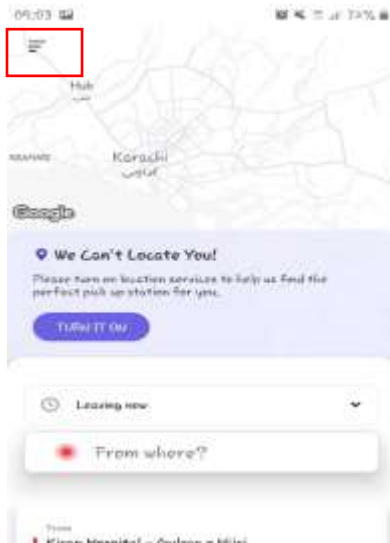 09:03
Hub
Karachi
Google
We Can't Locate You!
Please turn on location services to help us find the
perfect pick up station for you.
TURN IT ON
Leaving now
From where?
From